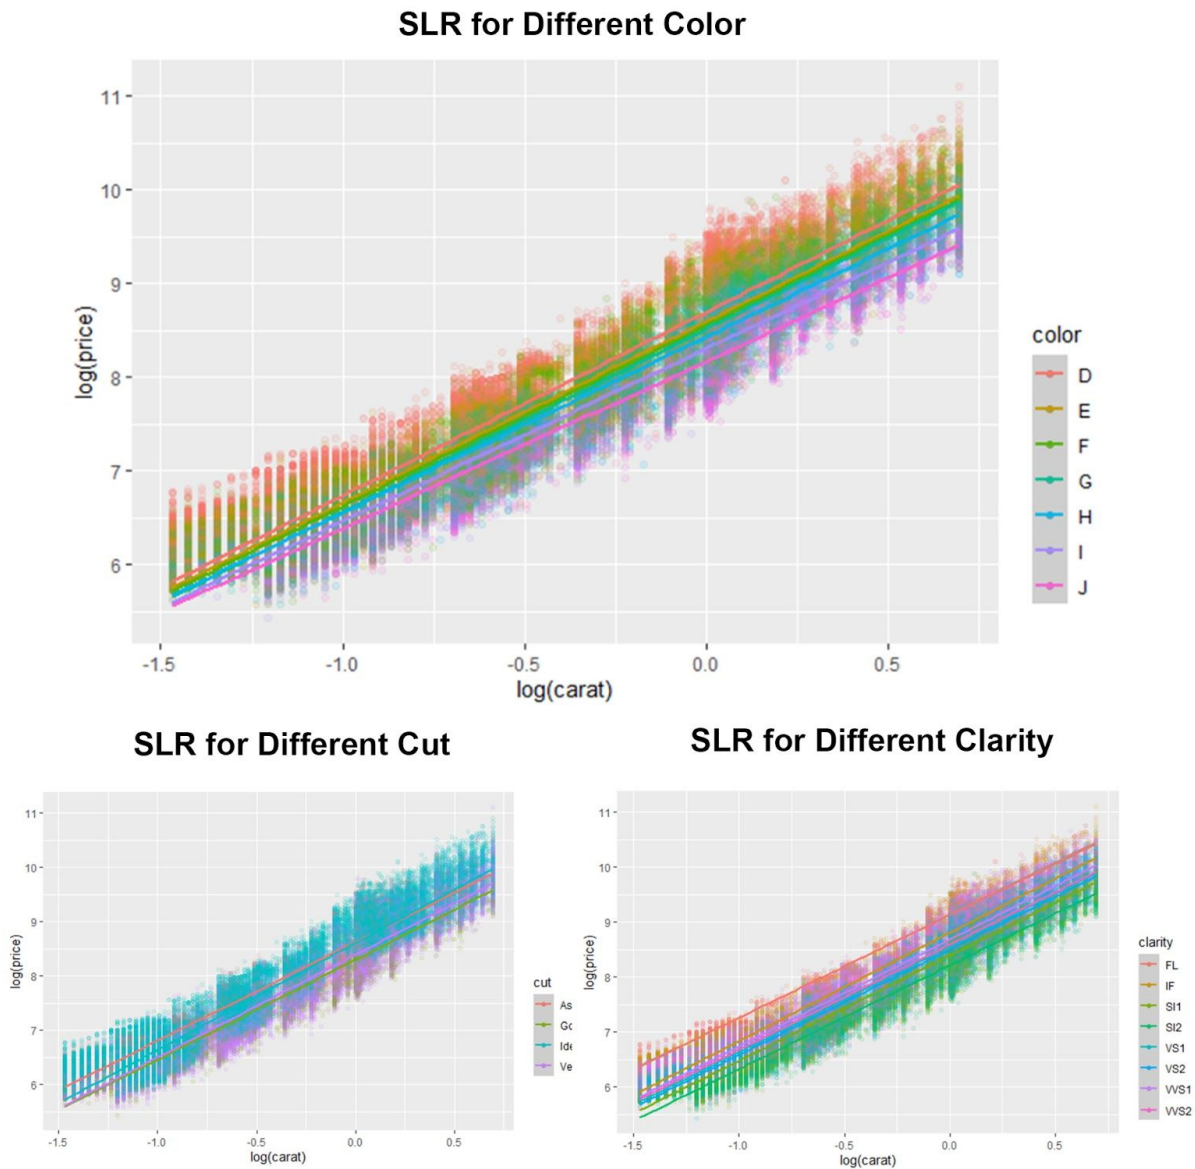 SLR for Different Color
11
10
9
8
7
6
log(price)
-1.5 -1.0 -0.5 0.0 0.5
log(carat)
color
D
E
F
G
H
I
J
SLR for Different Cut
11
10
9
8
7
6
log(price)
-1.5 -1.0 -0.5 0.0 0.5
log(carat)
cut
As
Gc
Ide
Ve
SLR for Different Clarity
11
10
9
8
7
6
log(price)
-1.5 -1.0 -0.5 0.0 0.5
log(carat)
clarity
FL
IF
SI1
SI2
VS1
VS2
VVS1
VVS2